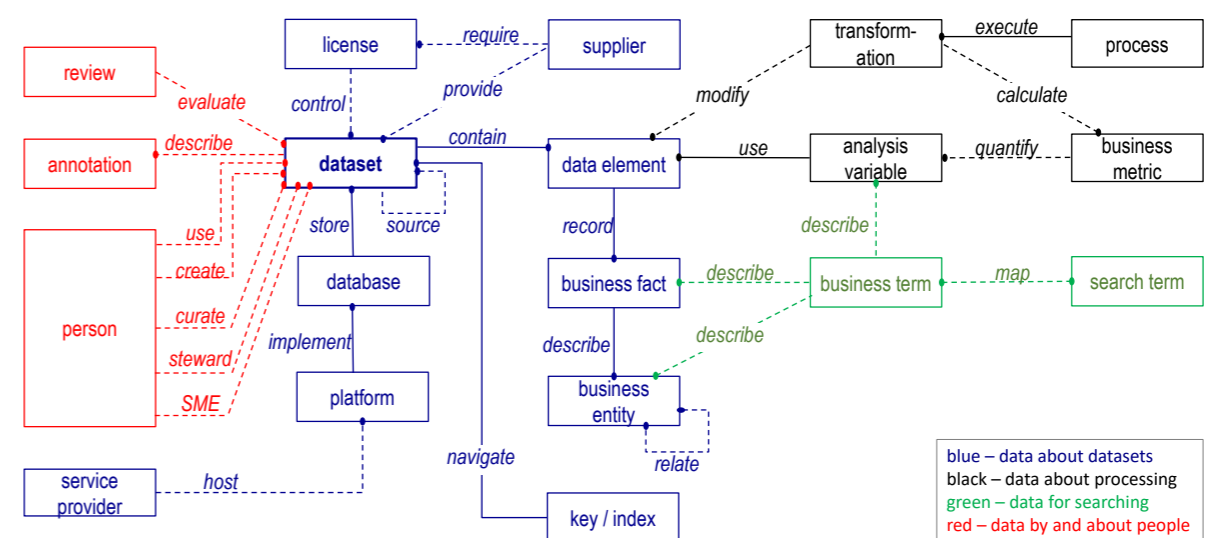 license
require
supplier
transform-
ation
execute
process
review
evaluate
control
provide
modify
calculate
annotation
describe
dataset
contain
data element
use
analysis
variable
quantify
business
metric
store
source
record
describe
use
create
curate
steward
SME
person
database
business fact
describe
business term
map
search term
implement
describe
describe
platform
business
entity
relate
navigate
service
provider
host
key / index
blue – data about datasets
black – data about processing
green – data for searching
red – data by and about people